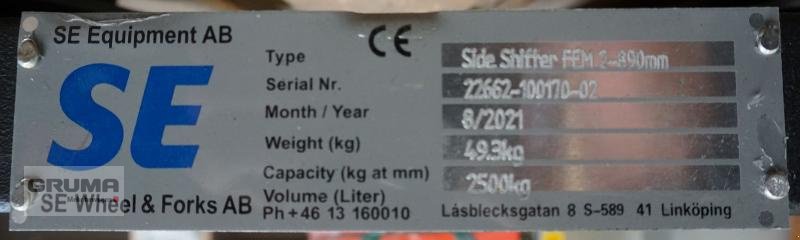 SE Equipment AB
SE
GRUMA
SE Wheel & Forks AB
CE
Type Side Shifter FEM 2-890mm
Serial Nr. 22662-100170-02
Month / Year 8/2021
Weight (kg) 49.3kg
Capacity (kg at mm) 2500kg
Volume (Liter)
Ph+46 13 160010 Låsblecksgatan 8 S-589 41 Linköping